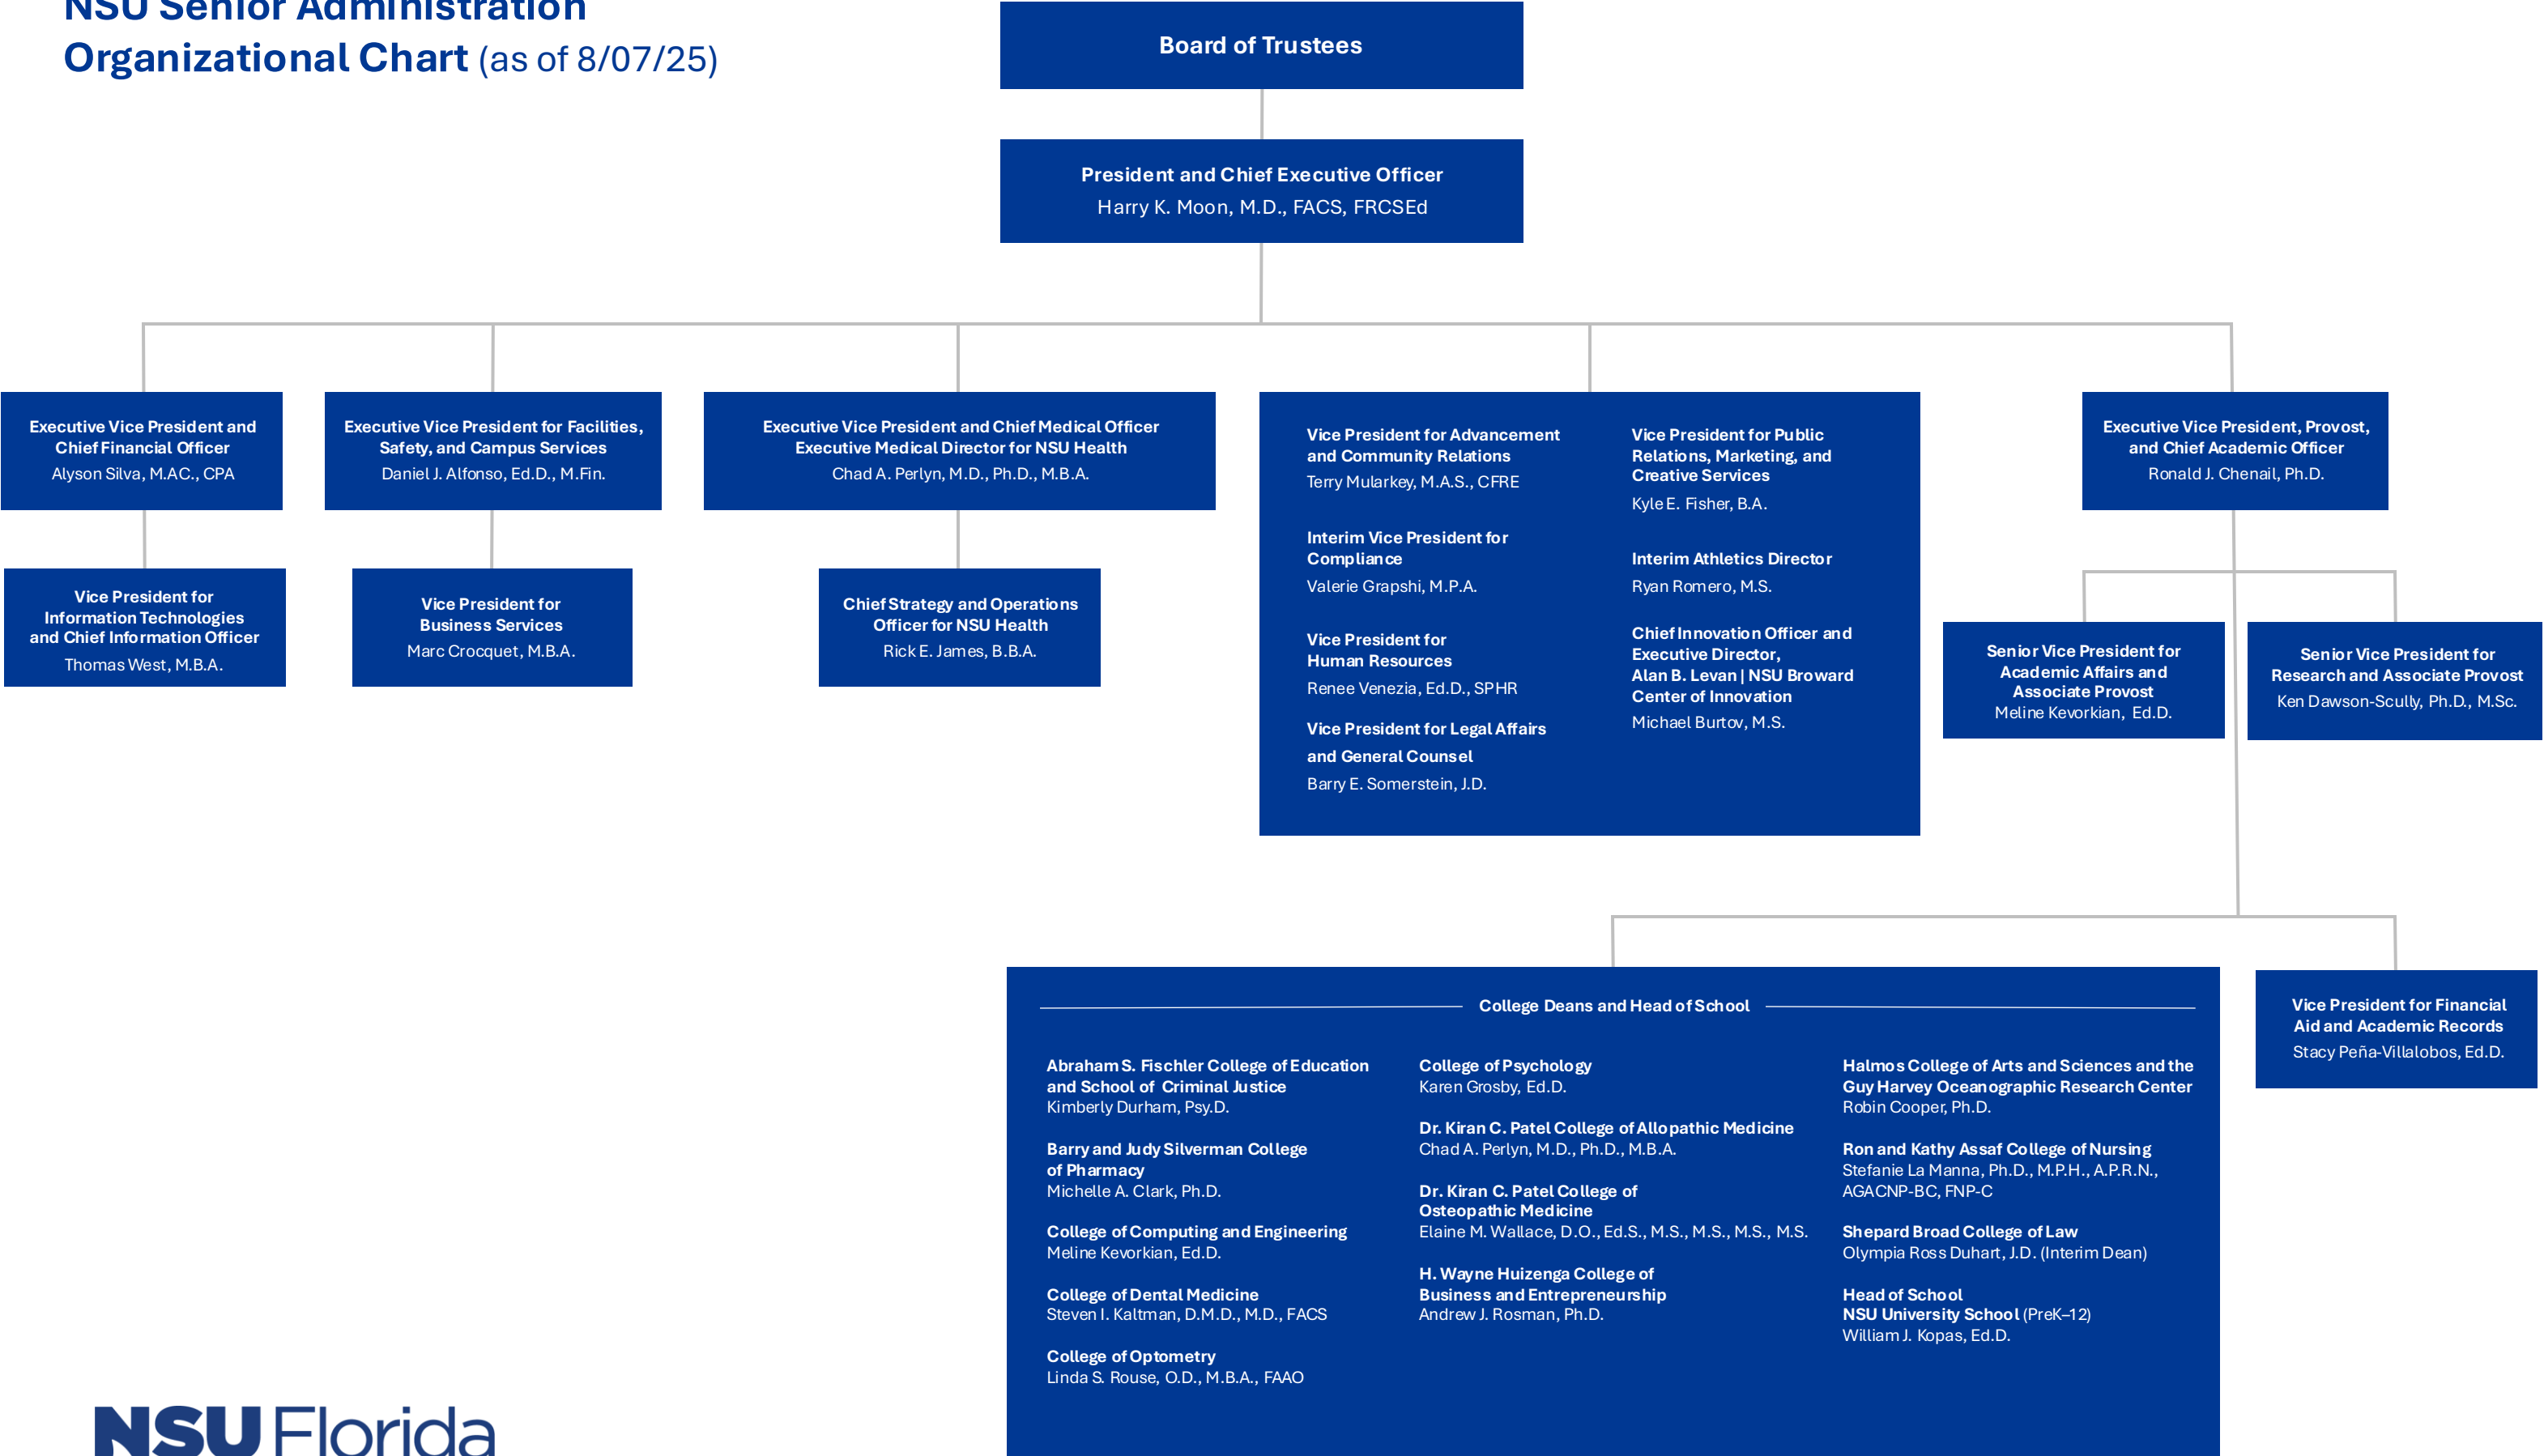 NSU Senior Administration
Organizational Chart (as of 8/07/25)
Board of Trustees
President and Chief Executive Officer
Harry K. Moon, M.D., FACS, FRCSEd
Executive Vice President and
Chief Financial Officer
Alyson Silva, M.AC., CPA
Executive Vice President for Facilities,
Safety, and Campus Services
Daniel J. Alfonso, Ed.D., M.Fin.
Executive Vice President and Chief Medical Officer
Executive Medical Director for NSU Health
Chad A. Perlyn, M.D., Ph.D., M.B.A.
Vice President for Advancement
and Community Relations
Terry Mularkey, M.A.S., CFRE
Interim Vice President for
Compliance
Valerie Grapshi, M.P.A.
Vice President for
Human Resources
Renee Venezia, Ed.D., SPHR
Vice President for Legal Affairs
and General Counsel
Barry E. Somerstein, J.D.
Vice President for Public
Relations, Marketing, and
Creative Services
Kyle E. Fisher, B.A.
Interim Athletics Director
Ryan Romero, M.S.
Chief Innovation Officer and
Executive Director,
Alan B. Levan | NSU Broward
Center of Innovation
Michael Burtov, M.S.
Executive Vice President, Provost,
and Chief Academic Officer
Ronald J. Chenail, Ph.D.
Vice President for
Information Technologies
and Chief Information Officer
Thomas West, M.B.A.
Vice President for
Business Services
Marc Crocquet, M.B.A.
Chief Strategy and Operations
Officer for NSU Health
Rick E. James, B.B.A.
Senior Vice President for
Academic Affairs and
Associate Provost
Meline Kevorkian, Ed.D.
Senior Vice President for
Research and Associate Provost
Ken Dawson-Scully, Ph.D., M.Sc.
College Deans and Head of School
Abraham S. Fischler College of Education
and School of Criminal Justice
Kimberly Durham, Psy.D.
Barry and Judy Silverman College
of Pharmacy
Michelle A. Clark, Ph.D.
College of Computing and Engineering
Meline Kevorkian, Ed.D.
College of Dental Medicine
Steven I. Kaltman, D.M.D., M.D., FACS
College of Optometry
Linda S. Rouse, O.D., M.B.A., FAAO
College of Psychology
Karen Grosby, Ed.D.
Dr. Kiran C. Patel College of Allopathic Medicine
Chad A. Perlyn, M.D., Ph.D., M.B.A.
Dr. Kiran C. Patel College of
Osteopathic Medicine
Elaine M. Wallace, D.O., Ed.S., M.S., M.S., M.S., M.S.
H. Wayne Huizenga College of
Business and Entrepreneurship
Andrew J. Rosman, Ph.D.
Halmos College of Arts and Sciences and the
Guy Harvey Oceanographic Research Center
Robin Cooper, Ph.D.
Ron and Kathy Assaf College of Nursing
Stefanie La Manna, Ph.D., M.P.H., A.P.R.N.,
AGACNP-BC, FNP-C
Shepard Broad College of Law
Olympia Ross Duhart, J.D. (Interim Dean)
Head of School
NSU University School (PreK–12)
William J. Kopas, Ed.D.
Vice President for Financial
Aid and Academic Records
Stacy Peña-Villalobos, Ed.D.
NSU Florida